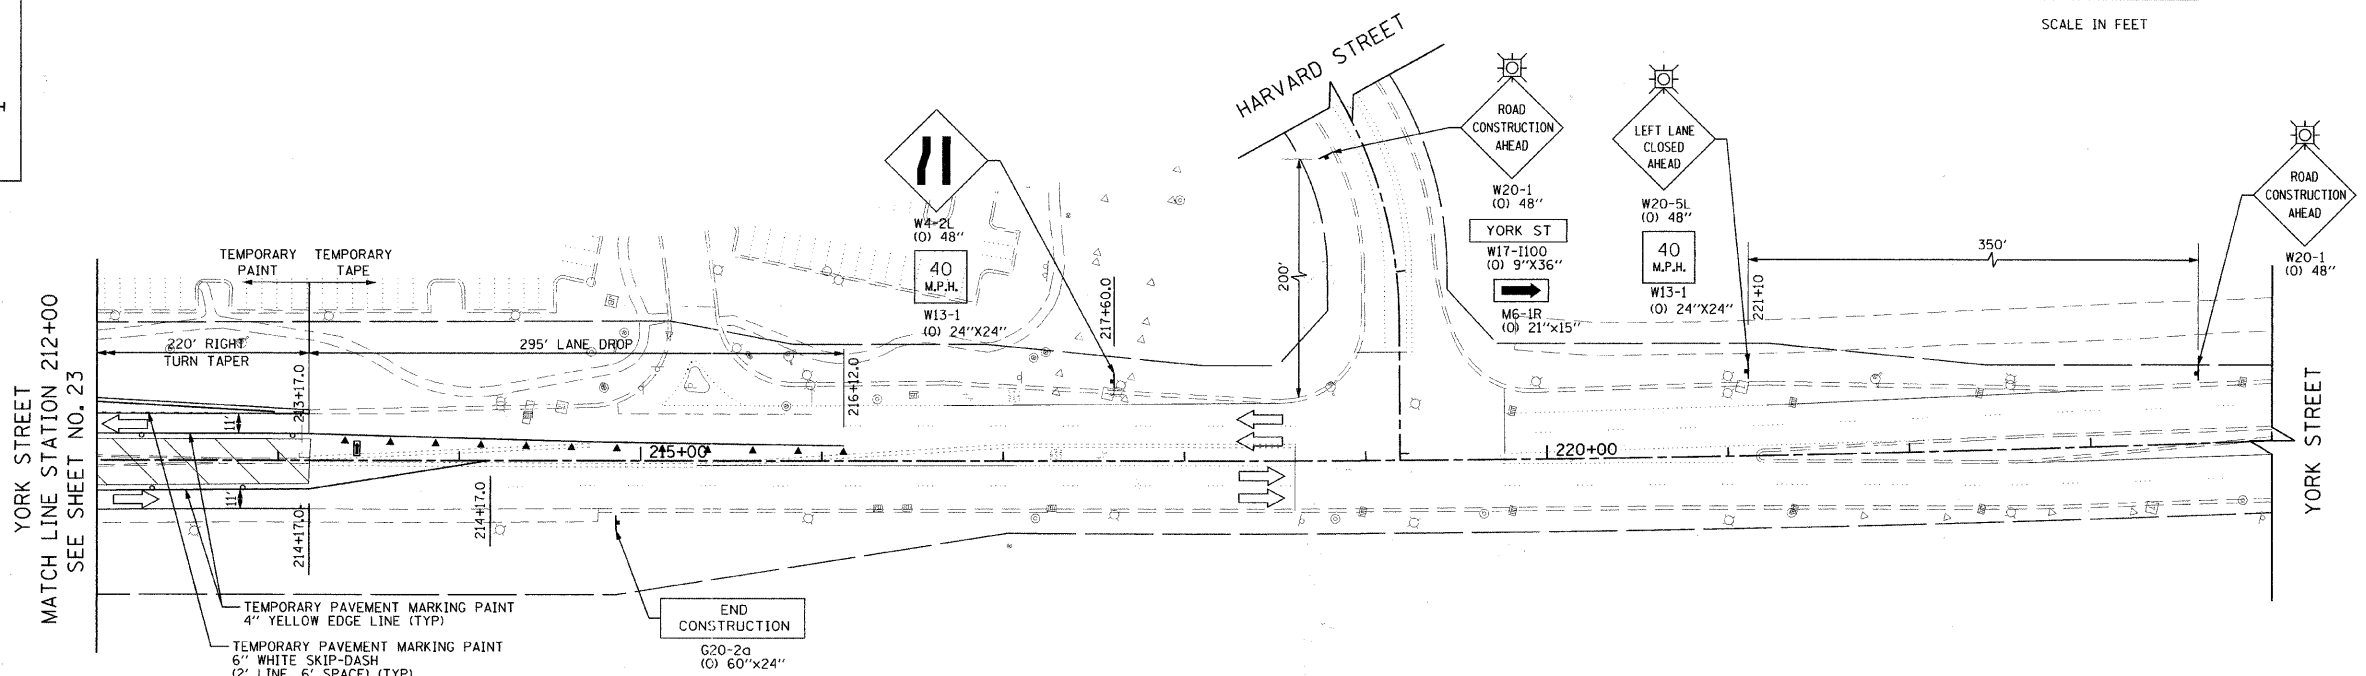 SCALE IN FEET
HARVARD STREET
ROAD
CONSTRUCTION
AHEAD
W20-1
(O) 48"
YORK ST
W17-I100
(O) 9"X36"
M6-1R
(O) 21"x15"
LEFT LANE
CLOSED
AHEAD
W20-5L
(O) 48"
40
M.P.H.
W13-1
(O) 24"X24"
ROAD
CONSTRUCTION
AHEAD
W20-1
(O) 48"
350'
221+10
200'
W4-2L
(O) 48"
40
M.P.H.
W13-1
(O) 24"X24"
217+60.0
TEMPORARY
PAINT
TEMPORARY
TAPE
220' RIGHT
TURN TAPER
295' LANE DROP
213+17.0
216+12.0
YORK STREET
MATCH LINE STATION 212+00
SEE SHEET NO. 23
11'
11'
215+00
220+00
214+17.0
214+17.0
YORK STREET
TEMPORARY PAVEMENT MARKING PAINT
4" YELLOW EDGE LINE (TYP)
TEMPORARY PAVEMENT MARKING PAINT
6" WHITE SKIP-DASH
(2' LINE, 6' SPACE) (TYP)
END
CONSTRUCTION
G20-2a
(O) 60"x24"